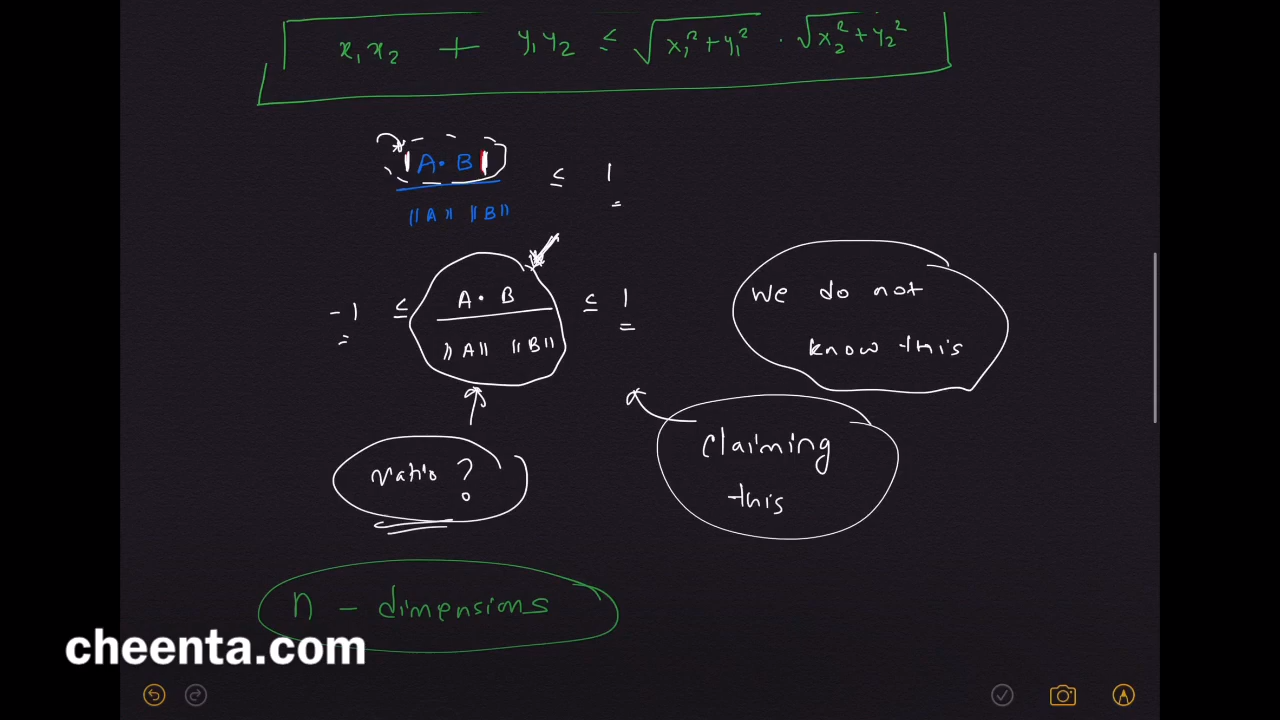 x₁x₂ + y₁y₂ ≤ √(x₁²+y₁²) · √(x₂²+y₂²)
|A·B| / ||A|| ||B|| ≤ 1
-1 ≤ A·B / ||A|| ||B|| ≤ 1
We do not
know this
ratio ?
Claiming
this
n - dimensions
cheenta.com